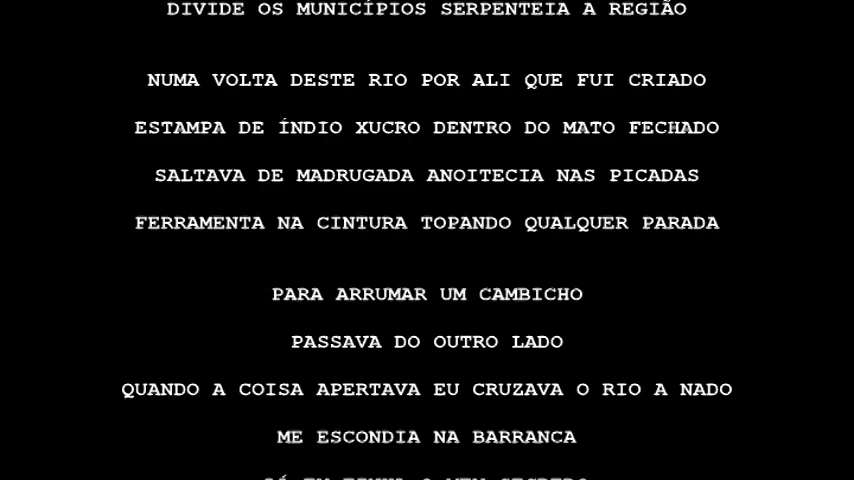 DIVIDE OS MUNICÍPIOS SERPENTEIA A REGIÃO
NUMA VOLTA DESTE RIO POR ALI QUE FUI CRIADO
ESTAMPA DE ÍNDIO XUCRO DENTRO DO MATO FECHADO
SALTAVA DE MADRUGADA ANOITECIA NAS PICADAS
FERRAMENTA NA CINTURA TOPANDO QUALQUER PARADA
PARA ARRUMAR UM CAMBICHO
PASSAVA DO OUTRO LADO
QUANDO A COISA APERTAVA EU CRUZAVA O RIO A NADO
ME ESCONDIA NA BARRANCA